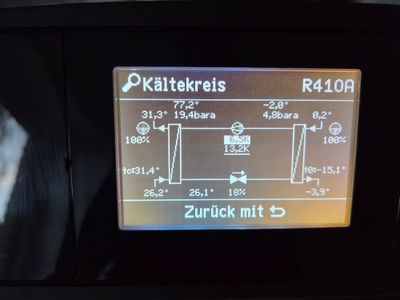 Kältekreis R410A
77,2° -2,0°
31,3° 19,4bara 4,8bara 0,2°
100% 100%
6,5K
13,2K
tc=31,4° t0=-15,1°
26,2° 26,1° 18% -3,9°
Zurück mit